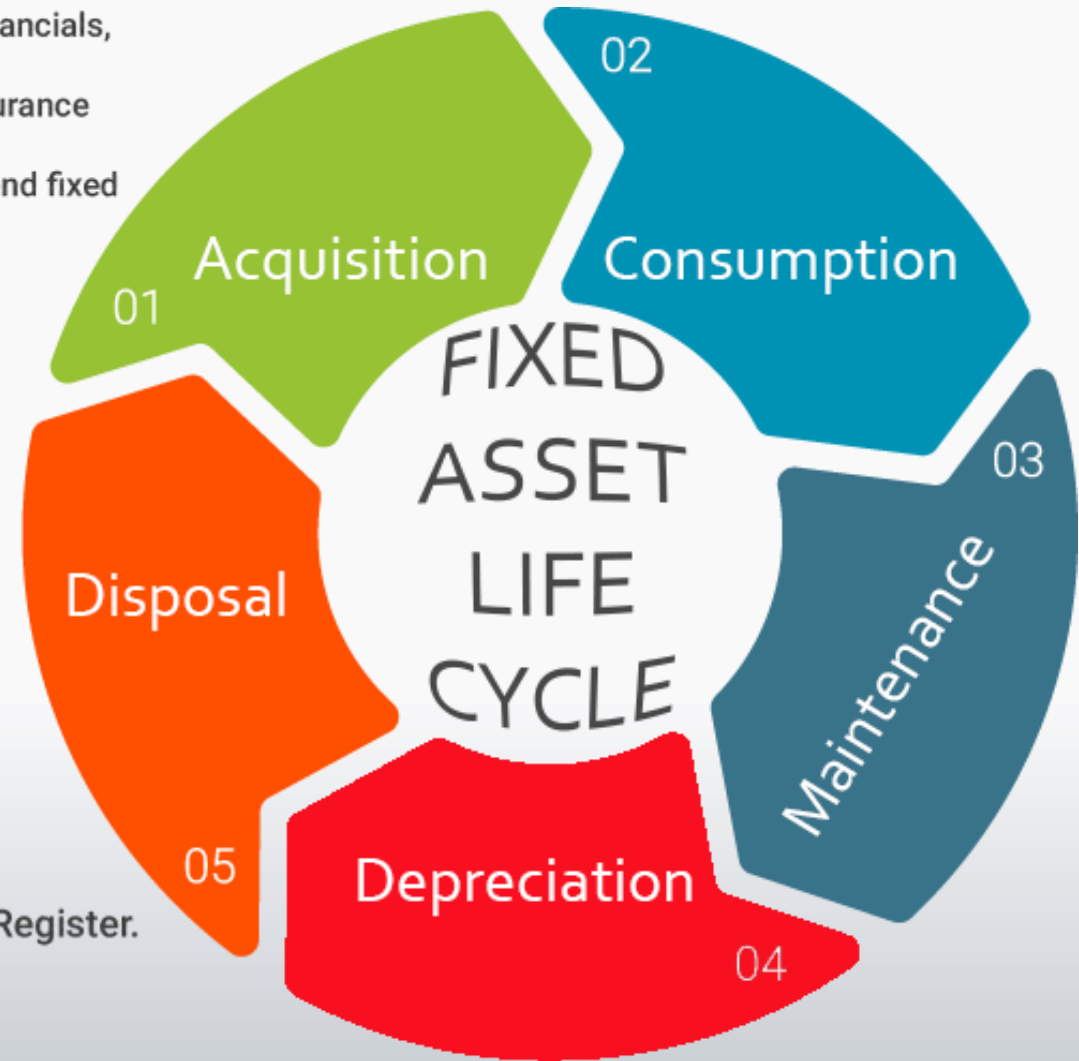 ancials,
urance
nd fixed
02
Consumption
Acquisition
01
FIXED
ASSET
LIFE
CYCLE
03
Maintenance
Disposal
05
Depreciation
04
Register.